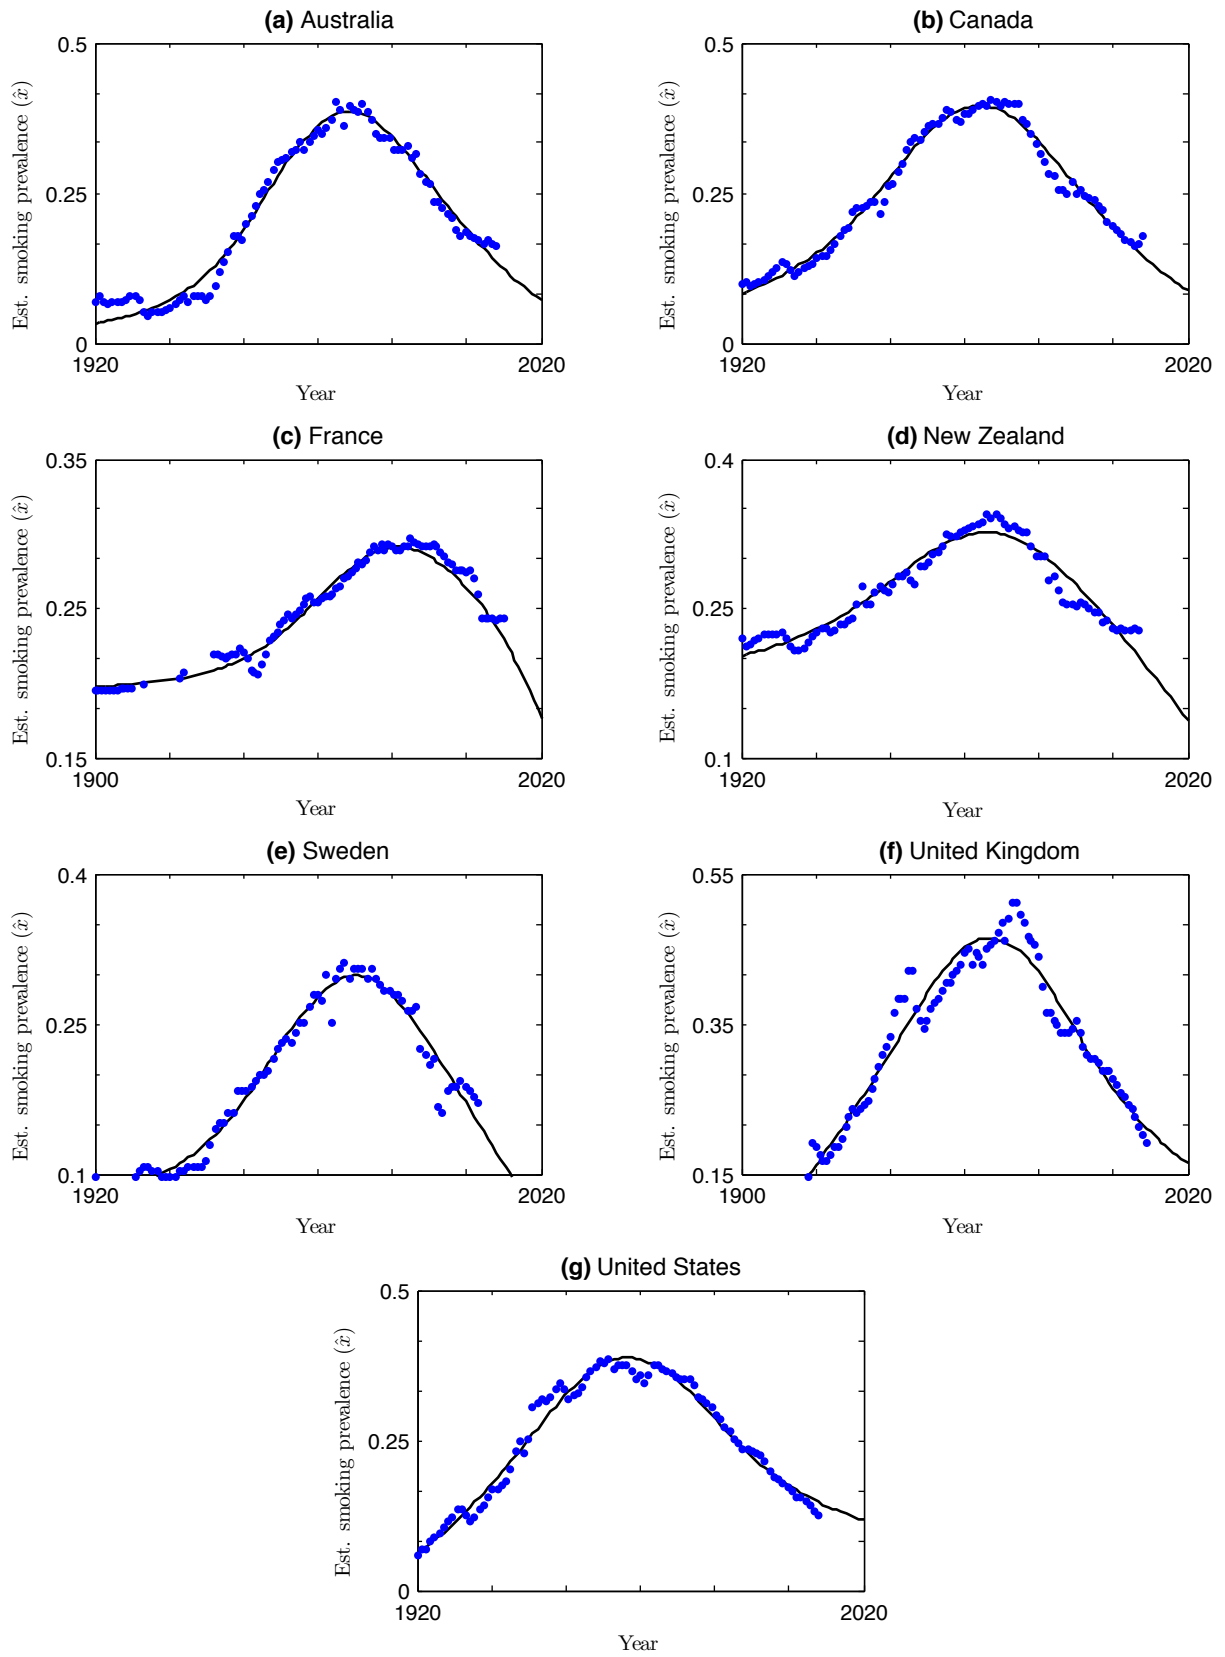 (a) Australia
0.5
0.25
0
Est. smoking prevalence (x̂)
1920
2020
Year
(b) Canada
0.5
0.25
0
Est. smoking prevalence (x̂)
1920
2020
Year
(c) France
0.35
0.25
0.15
Est. smoking prevalence (x̂)
1900
2020
Year
(d) New Zealand
0.4
0.25
0.1
Est. smoking prevalence (x̂)
1920
2020
Year
(e) Sweden
0.4
0.25
0.1
Est. smoking prevalence (x̂)
1920
2020
Year
(f) United Kingdom
0.55
0.35
0.15
Est. smoking prevalence (x̂)
1900
2020
Year
(g) United States
0.5
0.25
0
Est. smoking prevalence (x̂)
1920
2020
Year